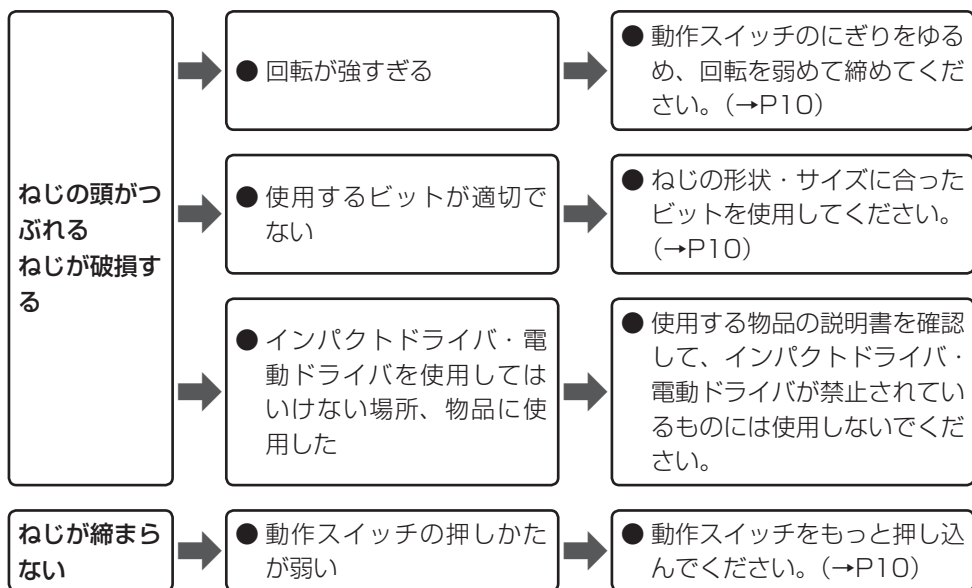 ねじの頭がつ
ぶれる
ねじが破損す
る
● 回転が強すぎる
● 動作スイッチのにぎりをゆる
め、回転を弱めて締めてくだ
さい。(→P10)
● 使用するビットが適切で
ない
● ねじの形状・サイズに合った
ビットを使用してください。
(→P10)
● インパクトドライバ・電
動ドライバを使用しては
いけない場所、物品に使
用した
● 使用する物品の説明書を確認
して、インパクトドライバ・
電動ドライバが禁止されてい
るものには使用しないでくだ
さい。
ねじが締まら
ない
● 動作スイッチの押しかた
が弱い
● 動作スイッチをもっと押し込
んでください。(→P10)